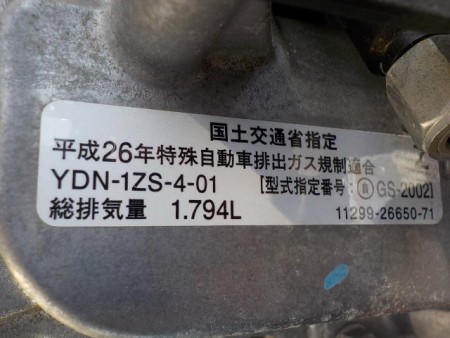 国土交通省指定
平成26年特殊自動車排出ガス規制適合
YDN-1ZS-4-01 【型式指定番号: GS-2002】
総排気量 1.794L 11299-26650-71